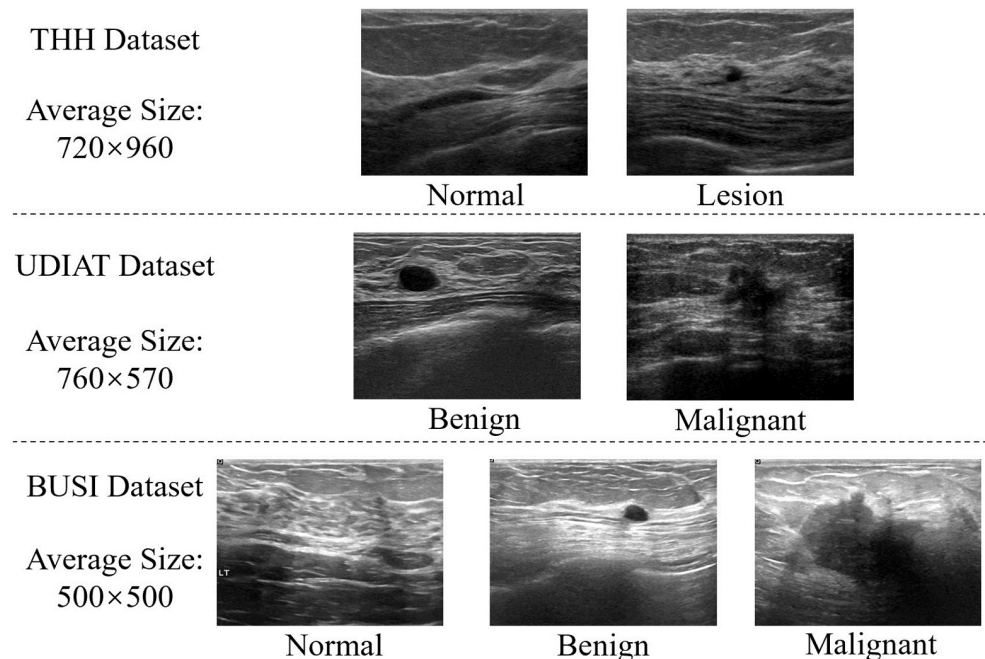 THH Dataset
Average Size:
720×960
Normal
Lesion
UDIAT Dataset
Average Size:
760×570
Benign
Malignant
BUSI Dataset
Average Size:
500×500
LT
Normal
Benign
Malignant